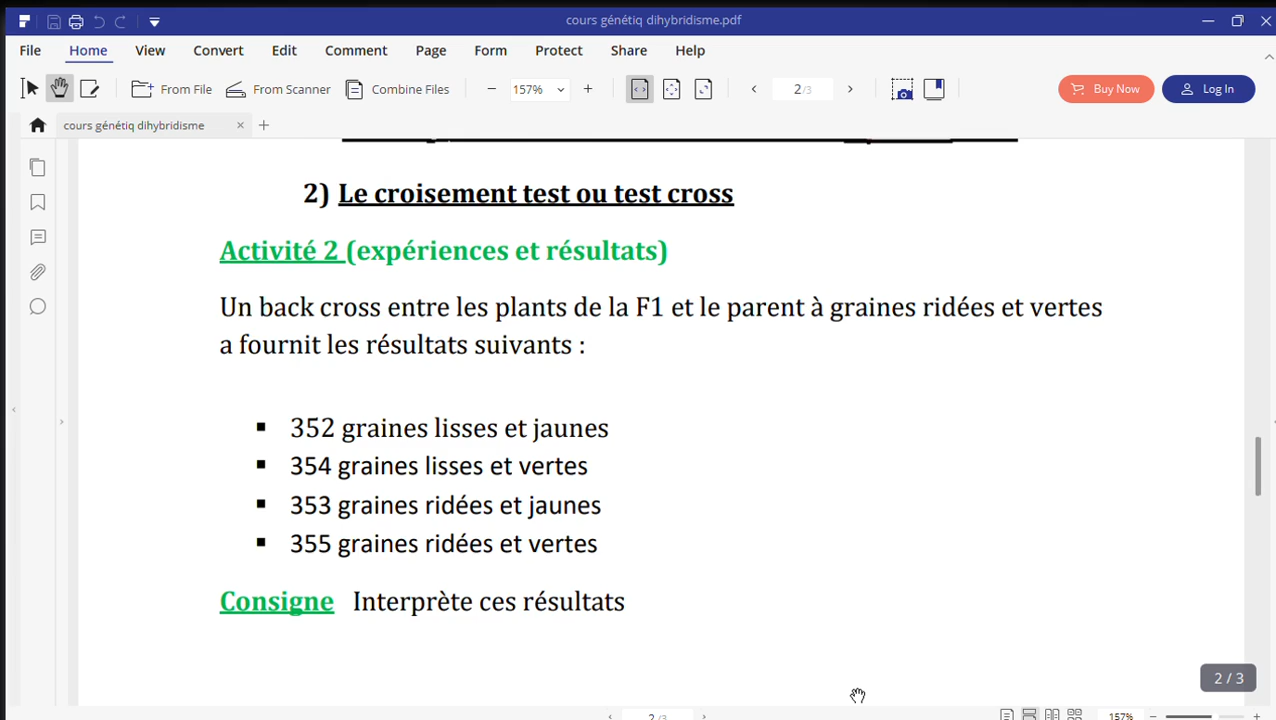 cours génétiq dihybridisme.pdf
File Home View Convert Edit Comment Page Form Protect Share Help
From File From Scanner Combine Files 157% 2/3 Buy Now Log In
cours génétiq dihybridisme
2) Le croisement test ou test cross
Activité 2 (expériences et résultats)
Un back cross entre les plants de la F1 et le parent à graines ridées et vertes
a fournit les résultats suivants :
▪ 352 graines lisses et jaunes
▪ 354 graines lisses et vertes
▪ 353 graines ridées et jaunes
▪ 355 graines ridées et vertes
Consigne Interprète ces résultats
2 / 3
2 /3 157%